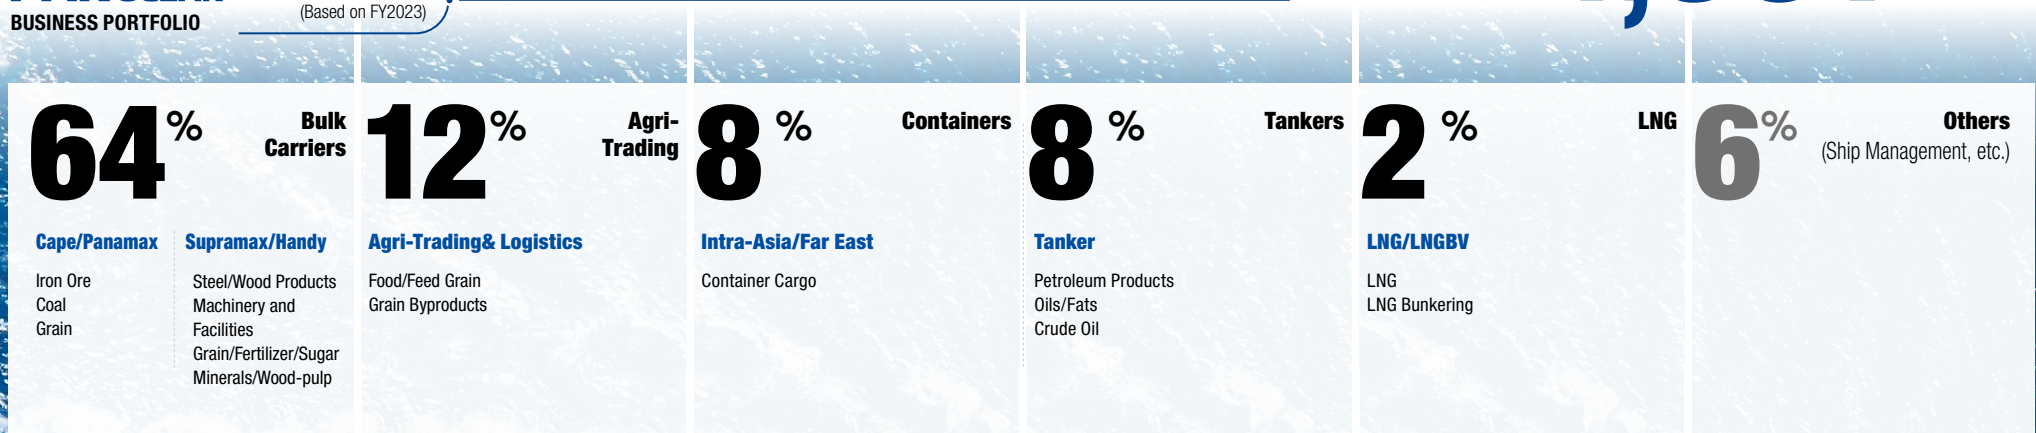 (Based on FY2023)
BUSINESS PORTFOLIO
64%
Bulk
Carriers
Cape/Panamax
Iron Ore
Coal
Grain
Supramax/Handy
Steel/Wood Products
Machinery and
Facilities
Grain/Fertilizer/Sugar
Minerals/Wood-pulp
12%
Agri-
Trading
Agri-Trading& Logistics
Food/Feed Grain
Grain Byproducts
8%
Containers
Intra-Asia/Far East
Container Cargo
8%
Tankers
Tanker
Petroleum Products
Oils/Fats
Crude Oil
2%
LNG
LNG/LNGBV
LNG
LNG Bunkering
6%
Others
(Ship Management, etc.)